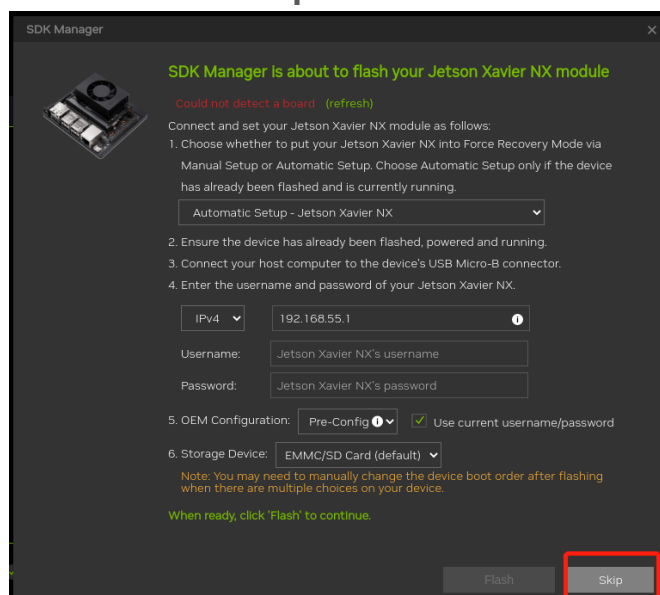 SDK Manager
SDK Manager is about to flash your Jetson Xavier NX module
Could not detect a board (refresh)
Connect and set your Jetson Xavier NX module as follows:
1. Choose whether to put your Jetson Xavier NX into Force Recovery Mode via
Manual Setup or Automatic Setup. Choose Automatic Setup only if the device
has already been flashed and is currently running.
Automatic Setup - Jetson Xavier NX
2. Ensure the device has already been flashed, powered and running.
3. Connect your host computer to the device's USB Micro-B connector.
4. Enter the username and password of your Jetson Xavier NX.
IPv4 192.168.55.1
Username: Jetson Xavier NX's username
Password: Jetson Xavier NX's password
5. OEM Configuration: Pre-Config Use current username/password
6. Storage Device: EMMC/SD Card (default)
Note: You may need to manually change the device boot order after flashing
when there are multiple choices on your device.
When ready, click 'Flash' to continue.
Flash Skip